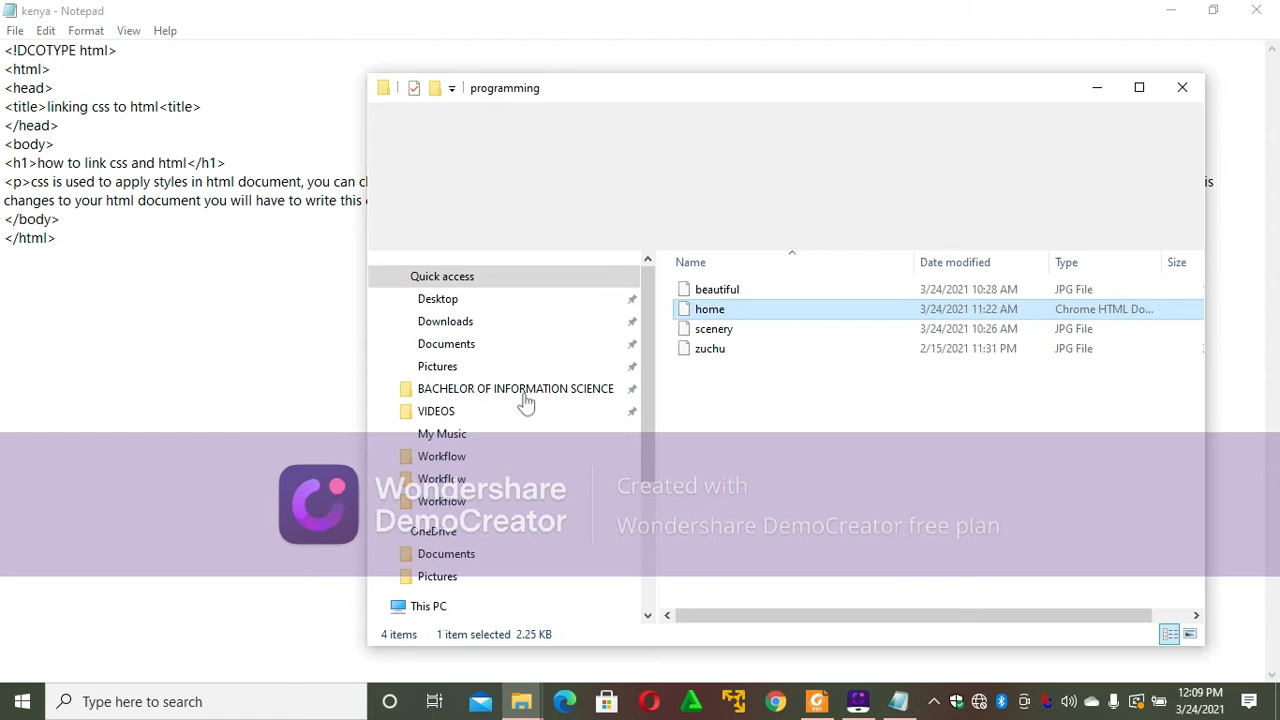 kenya - Notepad
File Edit Format View Help
<!DCOTYPE html>
<html>
<head>
<title>linking css to html<title>
</head>
<body>
<h1>how to link css and html</h1>
<p>css is used to apply styles in html document, you can
is
changes to your html document you will have to write this
</body>
</html>
programming
Name Date modified Type Size
Quick access
Desktop
Downloads
Documents
Pictures
BACHELOR OF INFORMATION SCIENCE
VIDEOS
My Music
Workflow
Workflow
Workflow
OneDrive
Documents
Pictures
This PC
beautiful 3/24/2021 10:28 AM JPG File
home 3/24/2021 11:22 AM Chrome HTML Do...
scenery 3/24/2021 10:26 AM JPG File
zuchu 2/15/2021 11:31 PM JPG File
4 items 1 item selected 2.25 KB
Wondershare
DemoCreator
Created with
Wondershare DemoCreator free plan
Type here to search
12:09 PM
3/24/2021